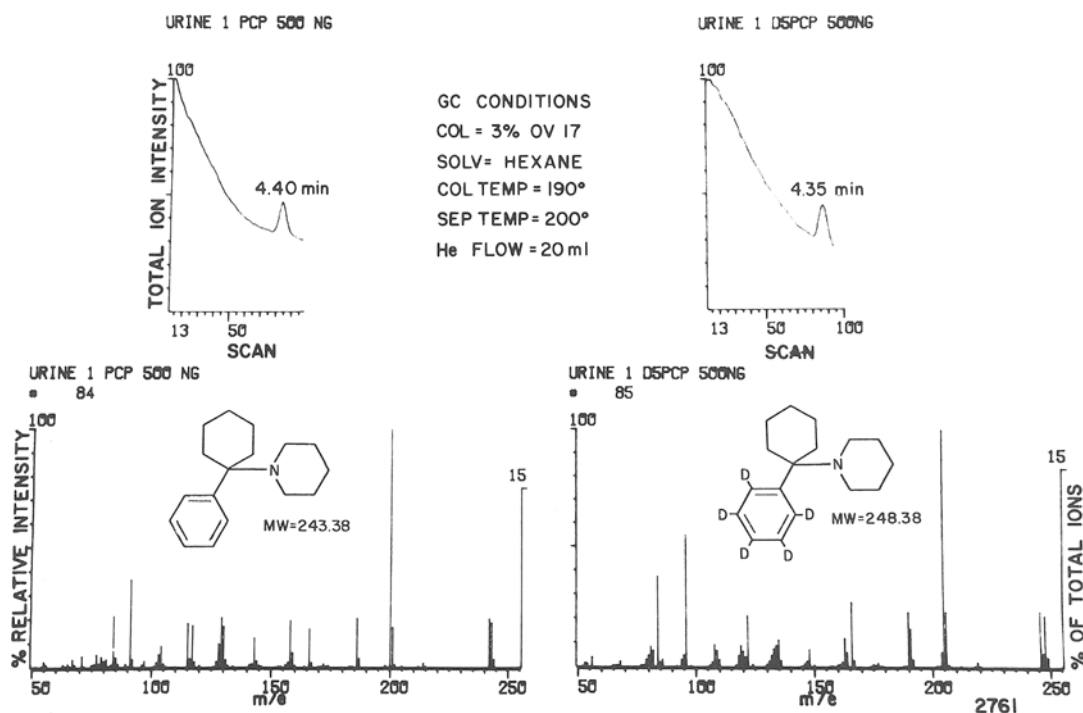 URINE 1 PCP 500 NG
100
TOTAL ION INTENSITY
4.40 min
13 50
SCAN
GC CONDITIONS
COL = 3% OV 17
SOLV= HEXANE
COL TEMP = 190°
SEP TEMP = 200°
He FLOW = 20 ml
URINE 1 D5PCP 500NG
100
4.35 min
13 50 100
SCAN
URINE 1 PCP 500 NG
84
100
% RELATIVE INTENSITY
N
MW=243.38
15
50 100 150 200 250
m/e
URINE 1 D5PCP 500NG
85
100
N
D
D D
D D
MW=248.38
15
% OF TOTAL IONS
50 100 150 200 250
m/e
2761